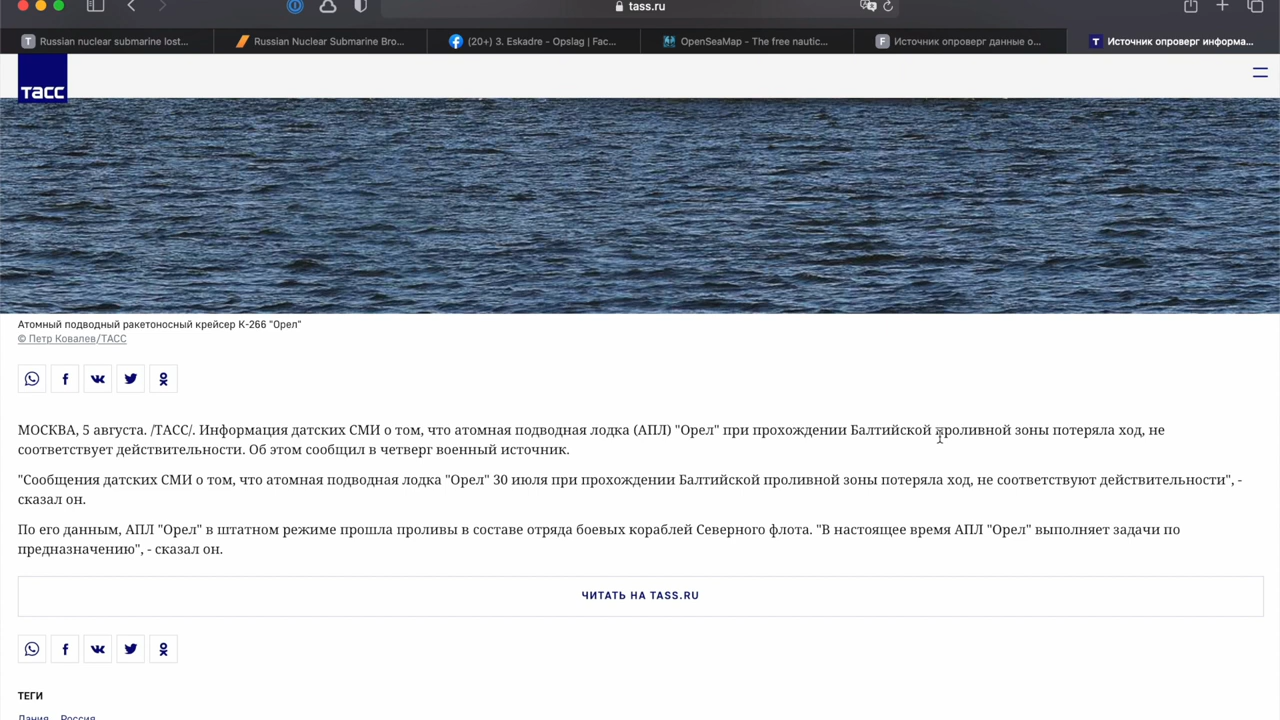 tass.ru
Russian nuclear submarine lost...
Russian Nuclear Submarine Bro...
(20+) 3. Eskadre - Opslag | Fac...
OpenSeaMap - The free nautic...
Источник опроверг данные о...
Источник опроверг информа...
ТАСС
Атомный подводный ракетоносный крейсер К-266 "Орел"
© Петр Ковалев/ТАСС
МОСКВА, 5 августа. /ТАСС/. Информация датских СМИ о том, что атомная подводная лодка (АПЛ) "Орел" при прохождении Балтийской проливной зоны потеряла ход, не
соответствует действительности. Об этом сообщил в четверг военный источник.
"Сообщения датских СМИ о том, что атомная подводная лодка "Орел" 30 июля при прохождении Балтийской проливной зоны потеряла ход, не соответствуют действительности", -
сказал он.
По его данным, АПЛ "Орел" в штатном режиме прошла проливы в составе отряда боевых кораблей Северного флота. "В настоящее время АПЛ "Орел" выполняет задачи по
предназначению", - сказал он.
ЧИТАТЬ НА TASS.RU
ТЕГИ
Дания Россия